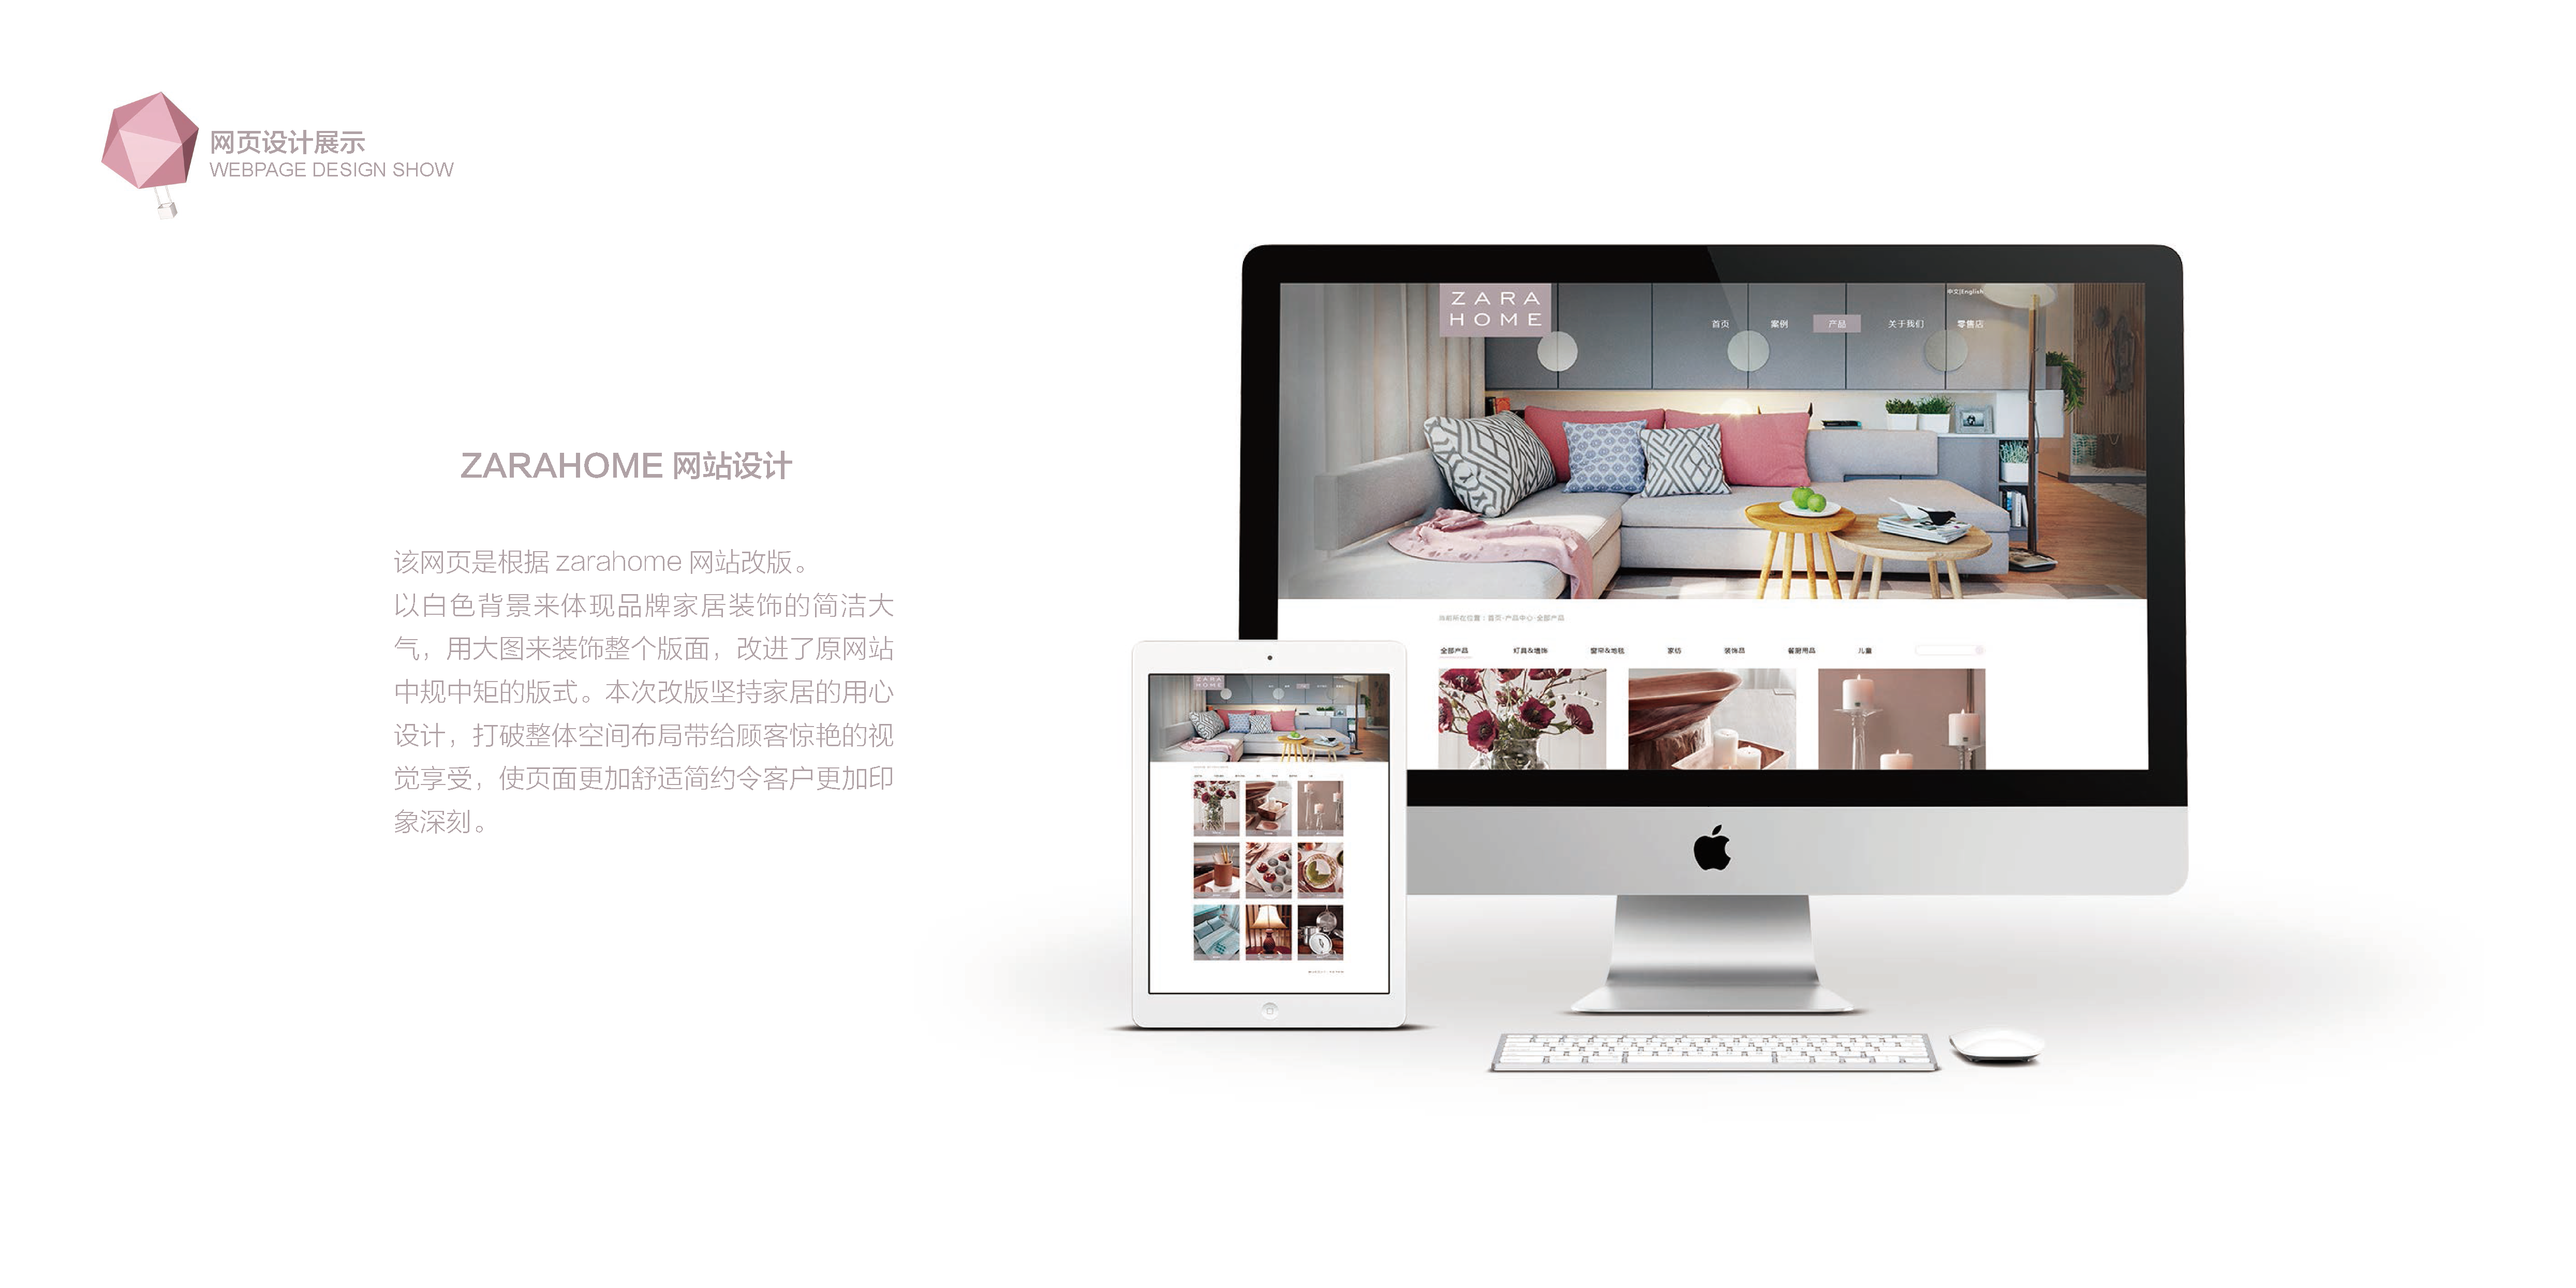 网页设计展示
WEBPAGE DESIGN SHOW
ZARAHOME 网站设计
该网页是根据 zarahome 网站改版。
以白色背景来体现品牌家居装饰的简洁大
气，用大图来装饰整个版面，改进了原网站
中规中矩的版式。本次改版坚持家居的用心
设计，打破整体空间布局带给顾客惊艳的视
觉享受，使页面更加舒适简约令客户更加印
象深刻。
ZARA
HOME
中文|English
首页 案例 产品 关于我们 零售店
当前所在位置：首页-产品中心-全部产品
全部产品 灯具&墙饰 窗帘&地毯 家纺 装饰品 餐厨用品 儿童
ZARA
HOME